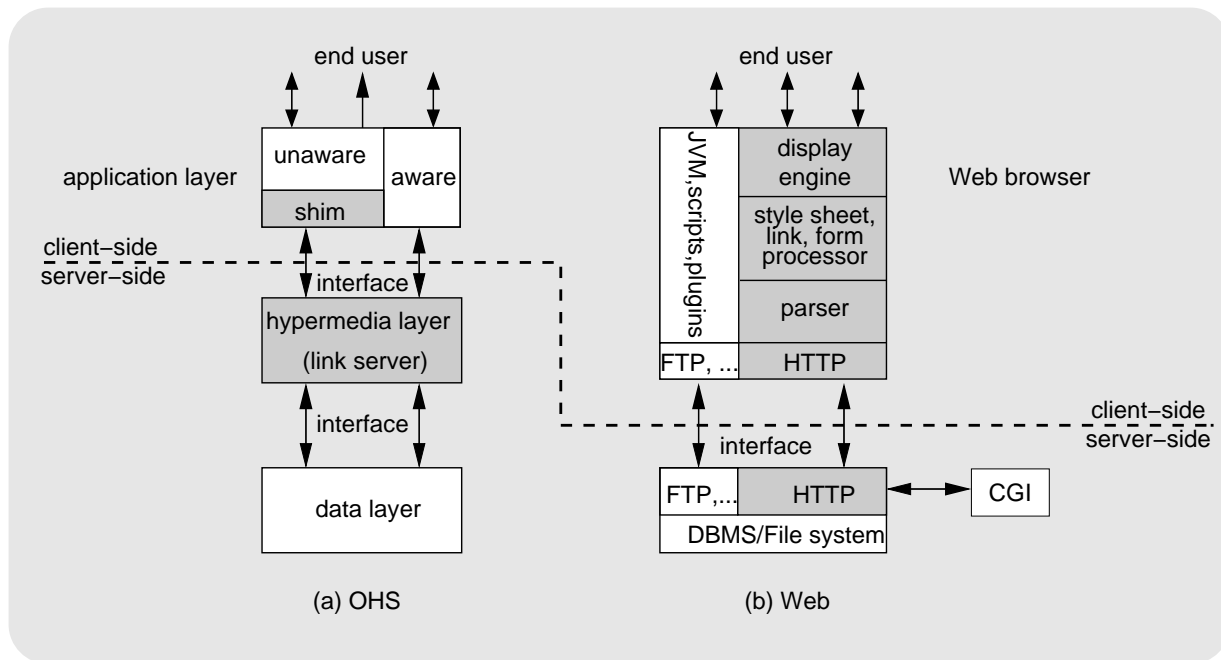 end user
unaware
aware
shim
application layer
client–side
server–side
interface
hypermedia layer
(link server)
interface
data layer
(a) OHS
end user
JVM,scripts,plugins
display
engine
style sheet,
link, form
processor
parser
FTP, ...
HTTP
Web browser
client–side
server–side
interface
FTP,...
HTTP
CGI
DBMS/File system
(b) Web